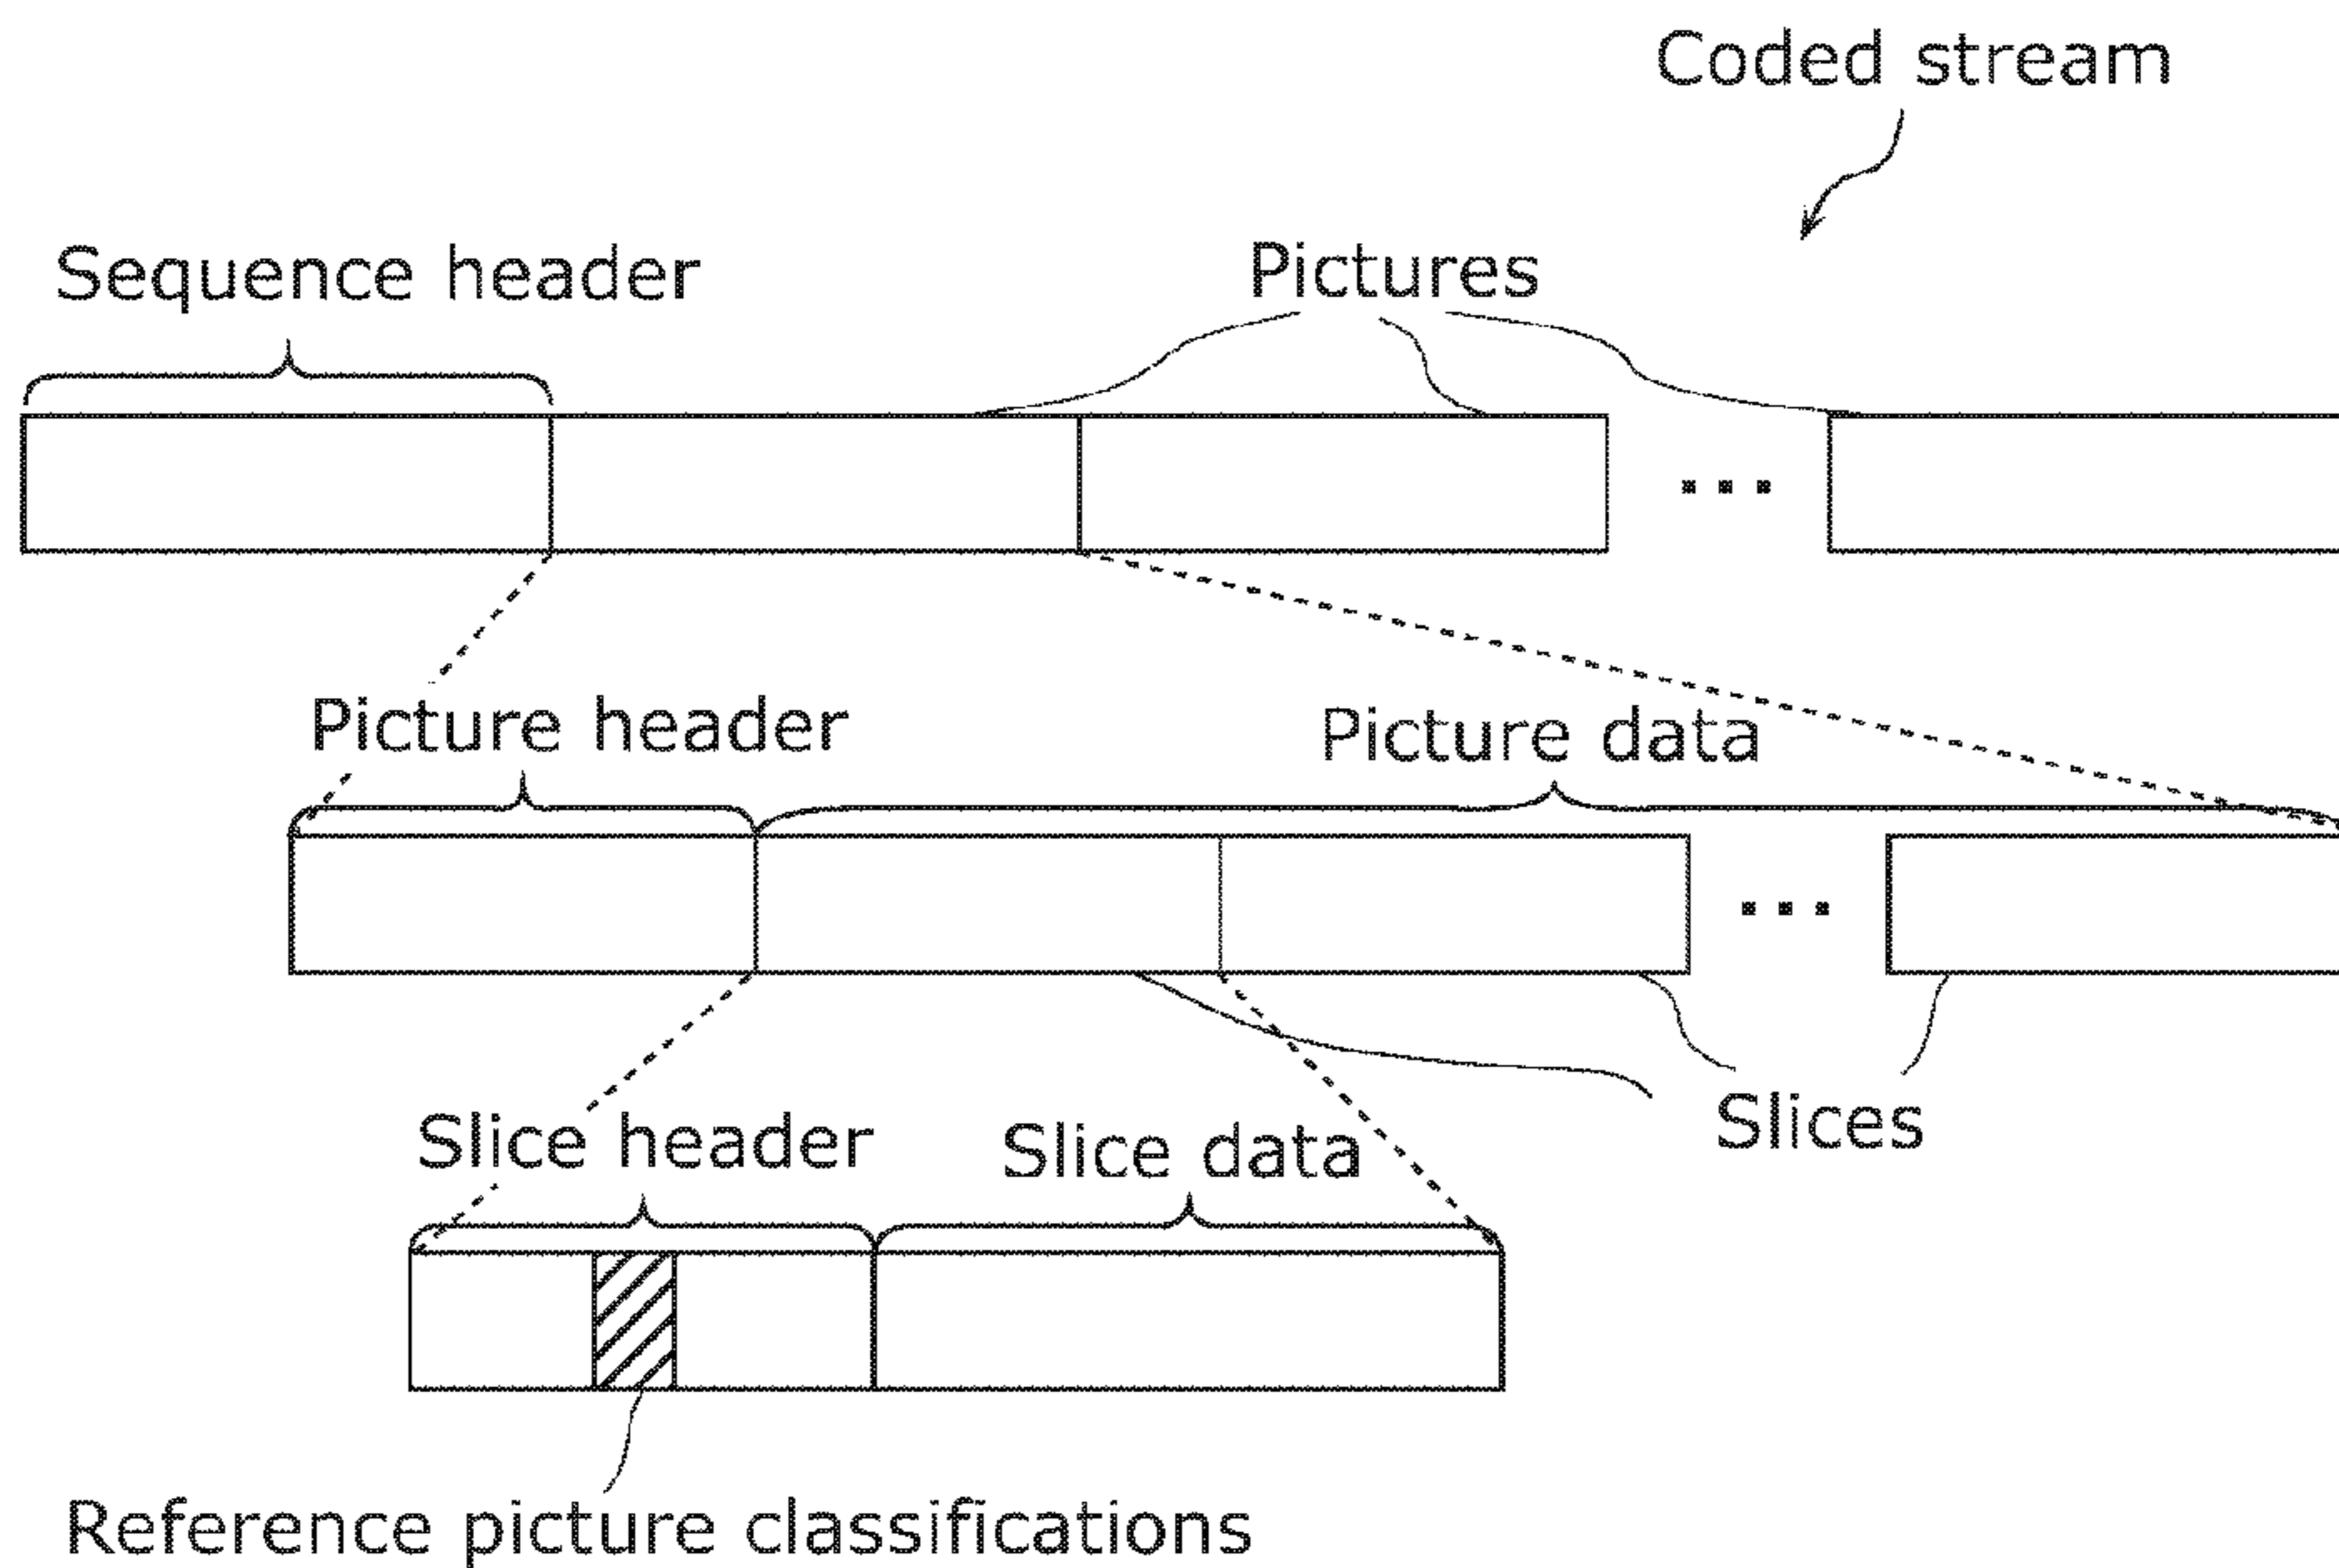 Coded stream
Sequence header
Pictures
...
Picture header
Picture data
...
Slices
Slice header
Slice data
Reference picture classifications